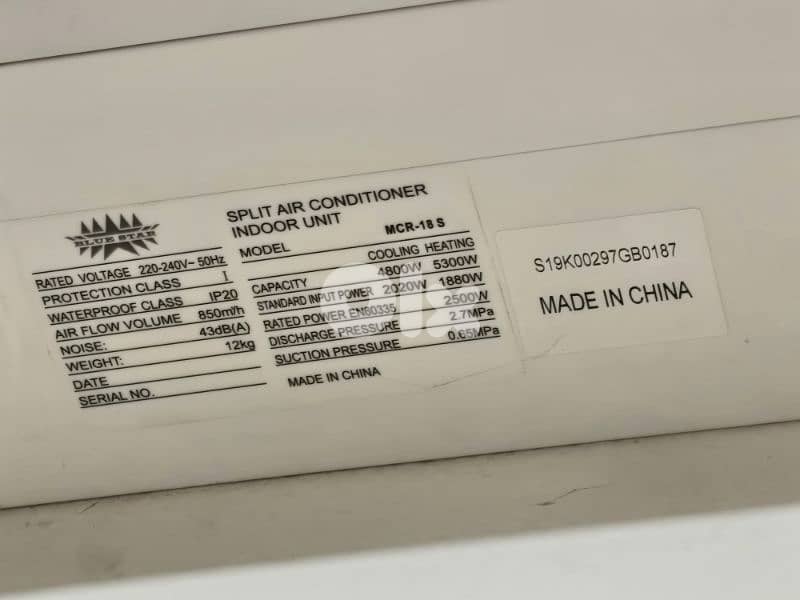 BLUE STAR
RATED VOLTAGE 220-240V~ 50Hz
PROTECTION CLASS I
WATERPROOF CLASS IP20
AIR FLOW VOLUME 850m/h
NOISE: 43dB(A)
WEIGHT: 12kg
DATE
SERIAL NO.
SPLIT AIR CONDITIONER
INDOOR UNIT
MODEL MCR-18 S
COOLING HEATING
CAPACITY 4800W 5300W
STANDARD INPUT POWER 2020W 1880W
RATED POWER EN60335 2500W
DISCHARGE PRESSURE 2.7MPa
SUCTION PRESSURE 0.65MPa
MADE IN CHINA
S19K00297GB0187
MADE IN CHINA
olx